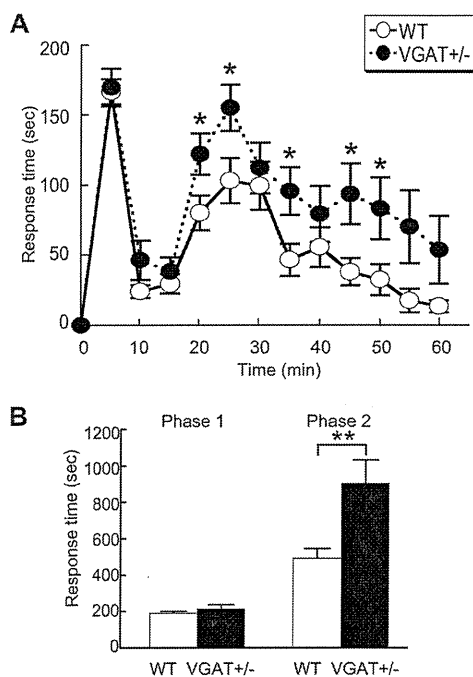 A
WT
VGAT+/-
200
150
100
50
0
Response time (sec)
* * * * *
0 10 20 30 40 50 60
Time (min)
B
Phase 1 Phase 2
**
1200
1000
800
600
400
200
0
Response time (sec)
WT VGAT+/- WT VGAT+/-